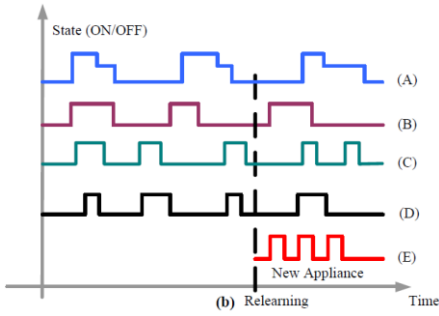 State (ON/OFF)
(A)
(B)
(C)
(D)
(E)
New Appliance
(b) Relearning Time